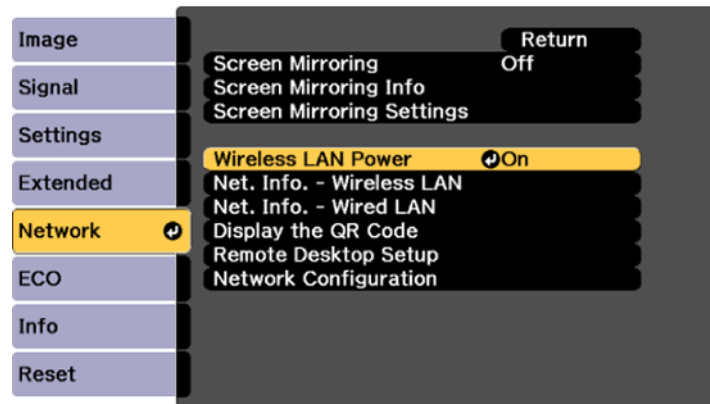 Image
Signal
Settings
Extended
Network
ECO
Info
Reset
Return
Screen Mirroring Off
Screen Mirroring Info
Screen Mirroring Settings
Wireless LAN Power On
Net. Info. - Wireless LAN
Net. Info. - Wired LAN
Display the QR Code
Remote Desktop Setup
Network Configuration